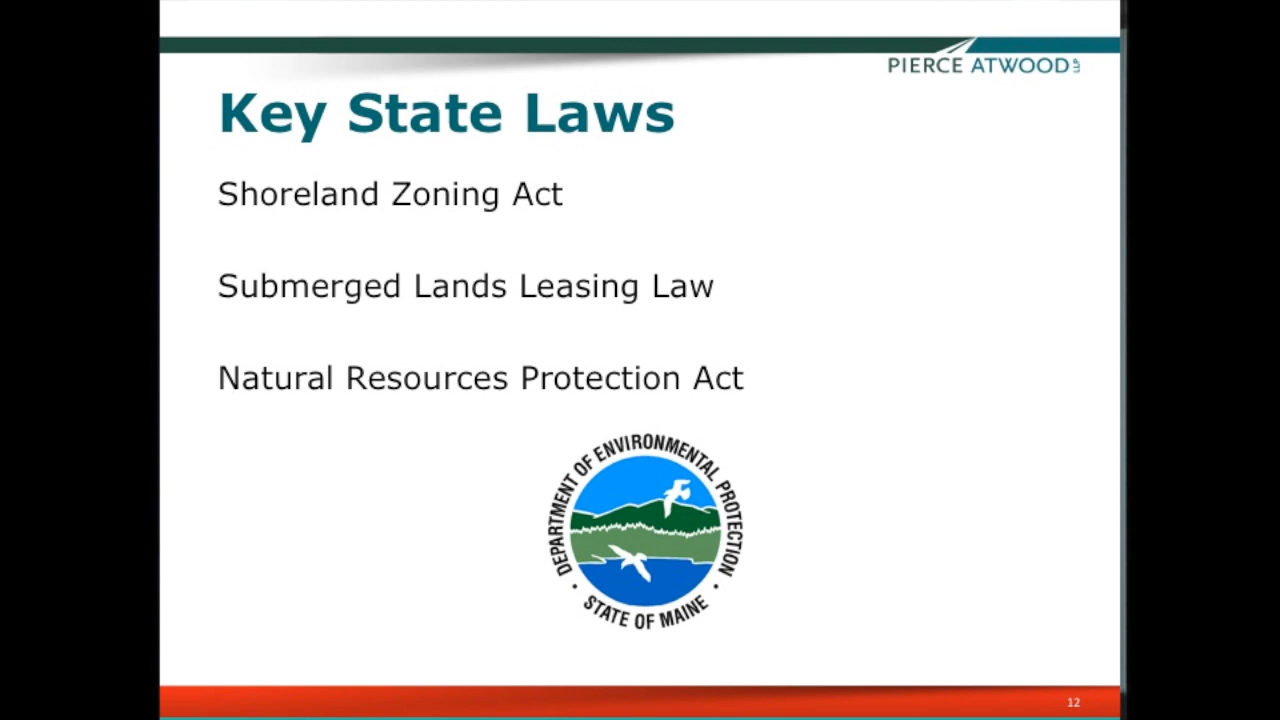 PIERCE ATWOOD LLP
Key State Laws
Shoreland Zoning Act
Submerged Lands Leasing Law
Natural Resources Protection Act
DEPARTMENT OF ENVIRONMENTAL PROTECTION
STATE OF MAINE
12